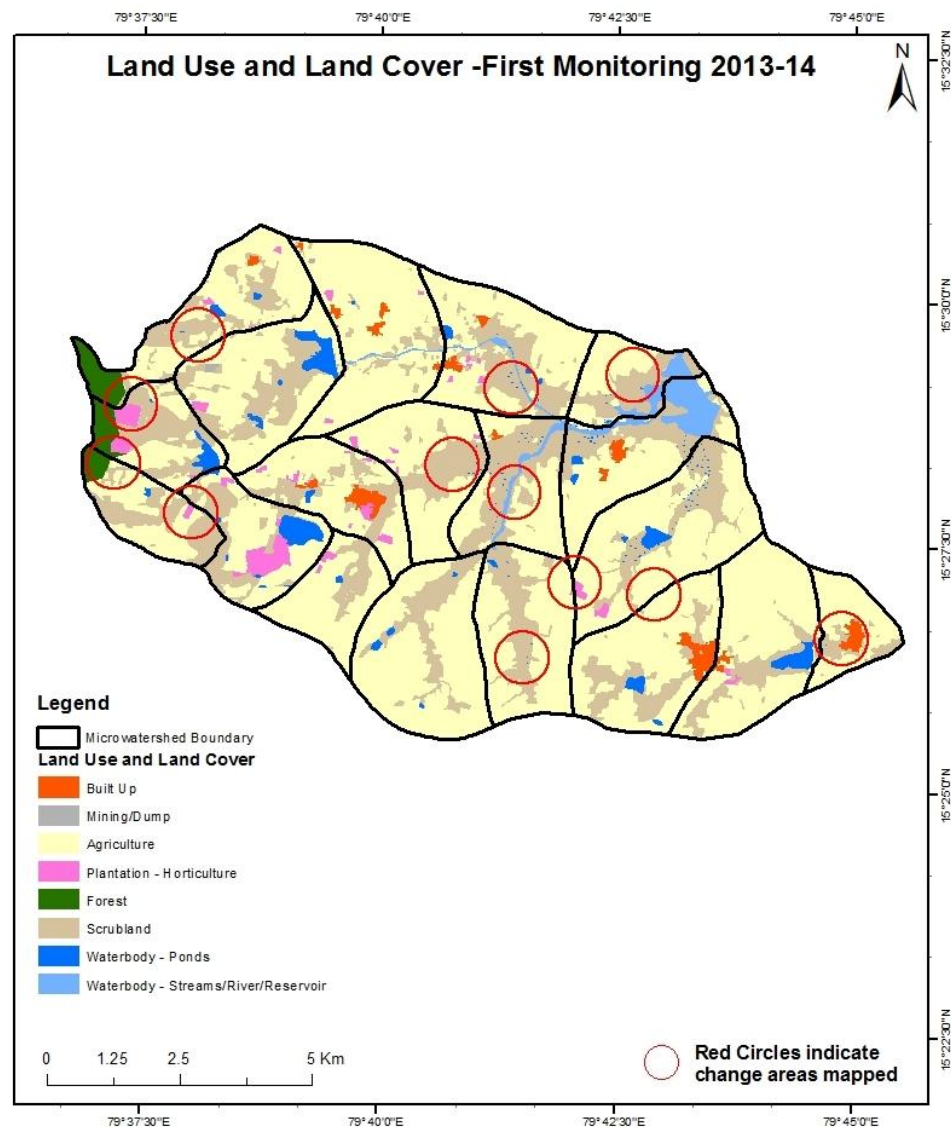 79°37'30"E 79°40'0"E 79°42'30"E 79°45'0"E
Land Use and Land Cover -First Monitoring 2013-14
N
15°32'30"N
15°30'0"N
15°27'30"N
15°25'0"N
15°22'30"N
Legend
Microwatershed Boundary
Land Use and Land Cover
Built Up
Mining/Dump
Agriculture
Plantation - Horticulture
Forest
Scrubland
Waterbody - Ponds
Waterbody - Streams/River/Reservoir
0 1.25 2.5 5 Km
Red Circles indicate
change areas mapped
79°37'30"E 79°40'0"E 79°42'30"E 79°45'0"E